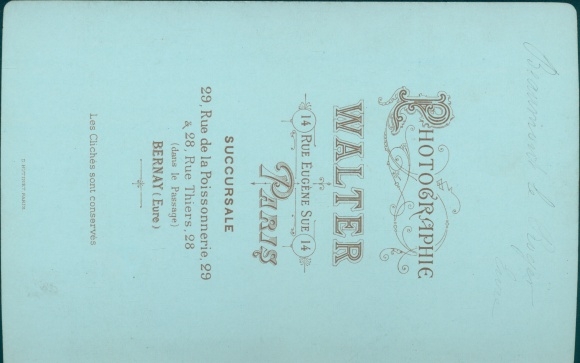 PHOTOGRAPHIE
WALTER
14 RUE EUGÈNE SUE 14
PARIS
SUCCURSALE
29, Rue de la Poissonnerie, 29
& 28, Rue Thiers, 28
(dans le Passage)
BERNAY (Eure)
Les Clichés sont conservés